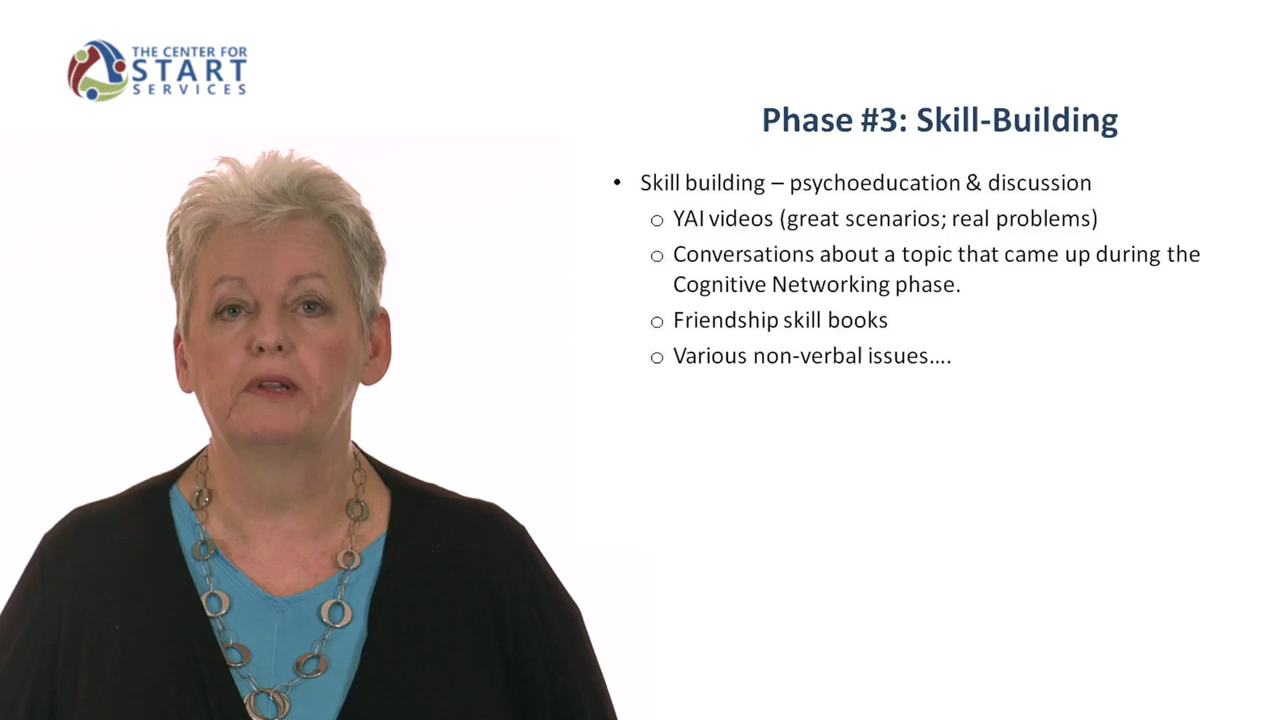 THE CENTER FOR
START
SERVICES
Phase #3: Skill-Building
• Skill building – psychoeducation & discussion
o YAI videos (great scenarios; real problems)
o Conversations about a topic that came up during the
Cognitive Networking phase.
o Friendship skill books
o Various non-verbal issues....